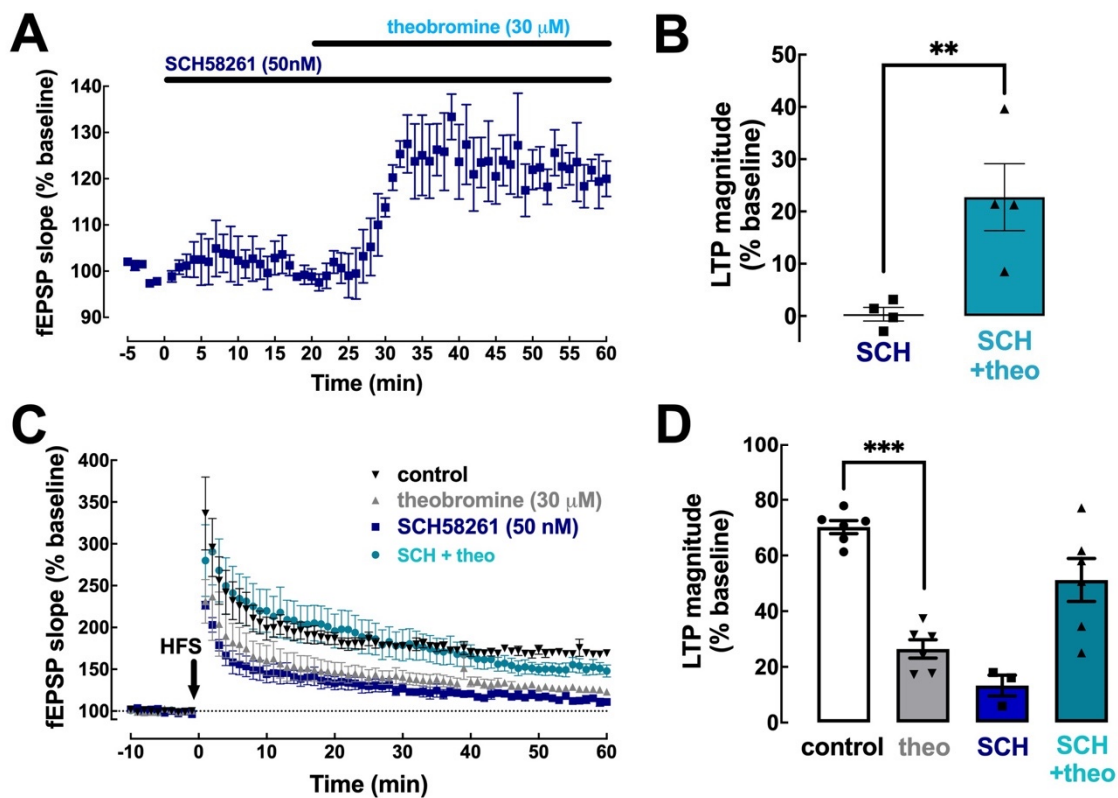 A
theobromine (30 μM)
SCH58261 (50nM)
fEPSP slope (% baseline)
140
130
120
110
100
90
-5 0 5 10 15 20 25 30 35 40 45 50 55 60
Time (min)
B
**
LTP magnitude
(% baseline)
50
40
30
20
10
0
SCH
SCH
+theo
C
fEPSP slope (% baseline)
400
350
300
250
200
150
100
control
theobromine (30 μM)
SCH58261 (50 nM)
SCH + theo
HFS
-10 0 10 20 30 40 50 60
Time (min)
D
***
LTP magnitude
(% baseline)
100
80
60
40
20
0
control theo SCH SCH
+theo